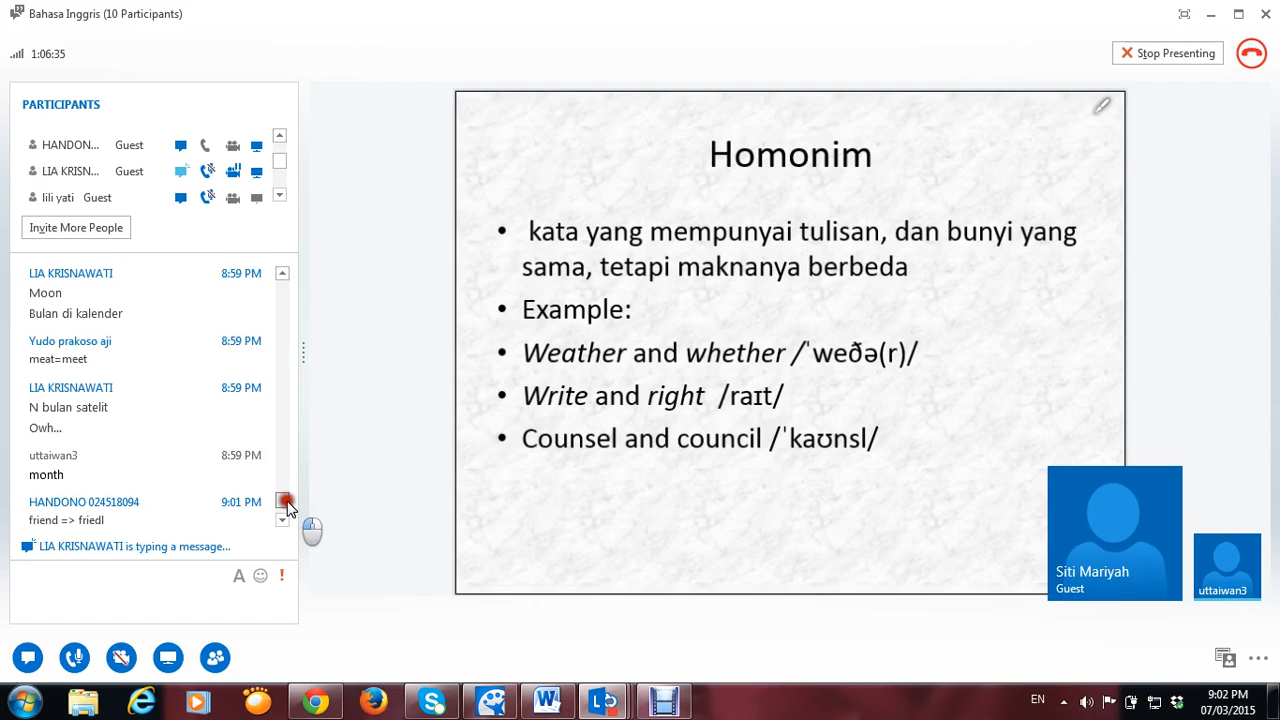 Bahasa Inggris (10 Participants)
1:06:35
Stop Presenting
PARTICIPANTS
HANDON... Guest
LIA KRISN... Guest
lili yati Guest
Invite More People
LIA KRISNAWATI 8:59 PM
Moon
Bulan di kalender
Yudo prakoso aji 8:59 PM
meat=meet
LIA KRISNAWATI 8:59 PM
N bulan satelit
Owh...
uttaiwan3 8:59 PM
month
HANDONO 024518094 9:01 PM
friend => friedl
LIA KRISNAWATI is typing a message...
A !
Homonim
• kata yang mempunyai tulisan, dan bunyi yang
sama, tetapi maknanya berbeda
• Example:
• Weather and whether /ˈweðə(r)/
• Write and right /raɪt/
• Counsel and council /ˈkaʊnsl/
Siti Mariyah
Guest
uttaiwan3
EN
9:02 PM
07/03/2015